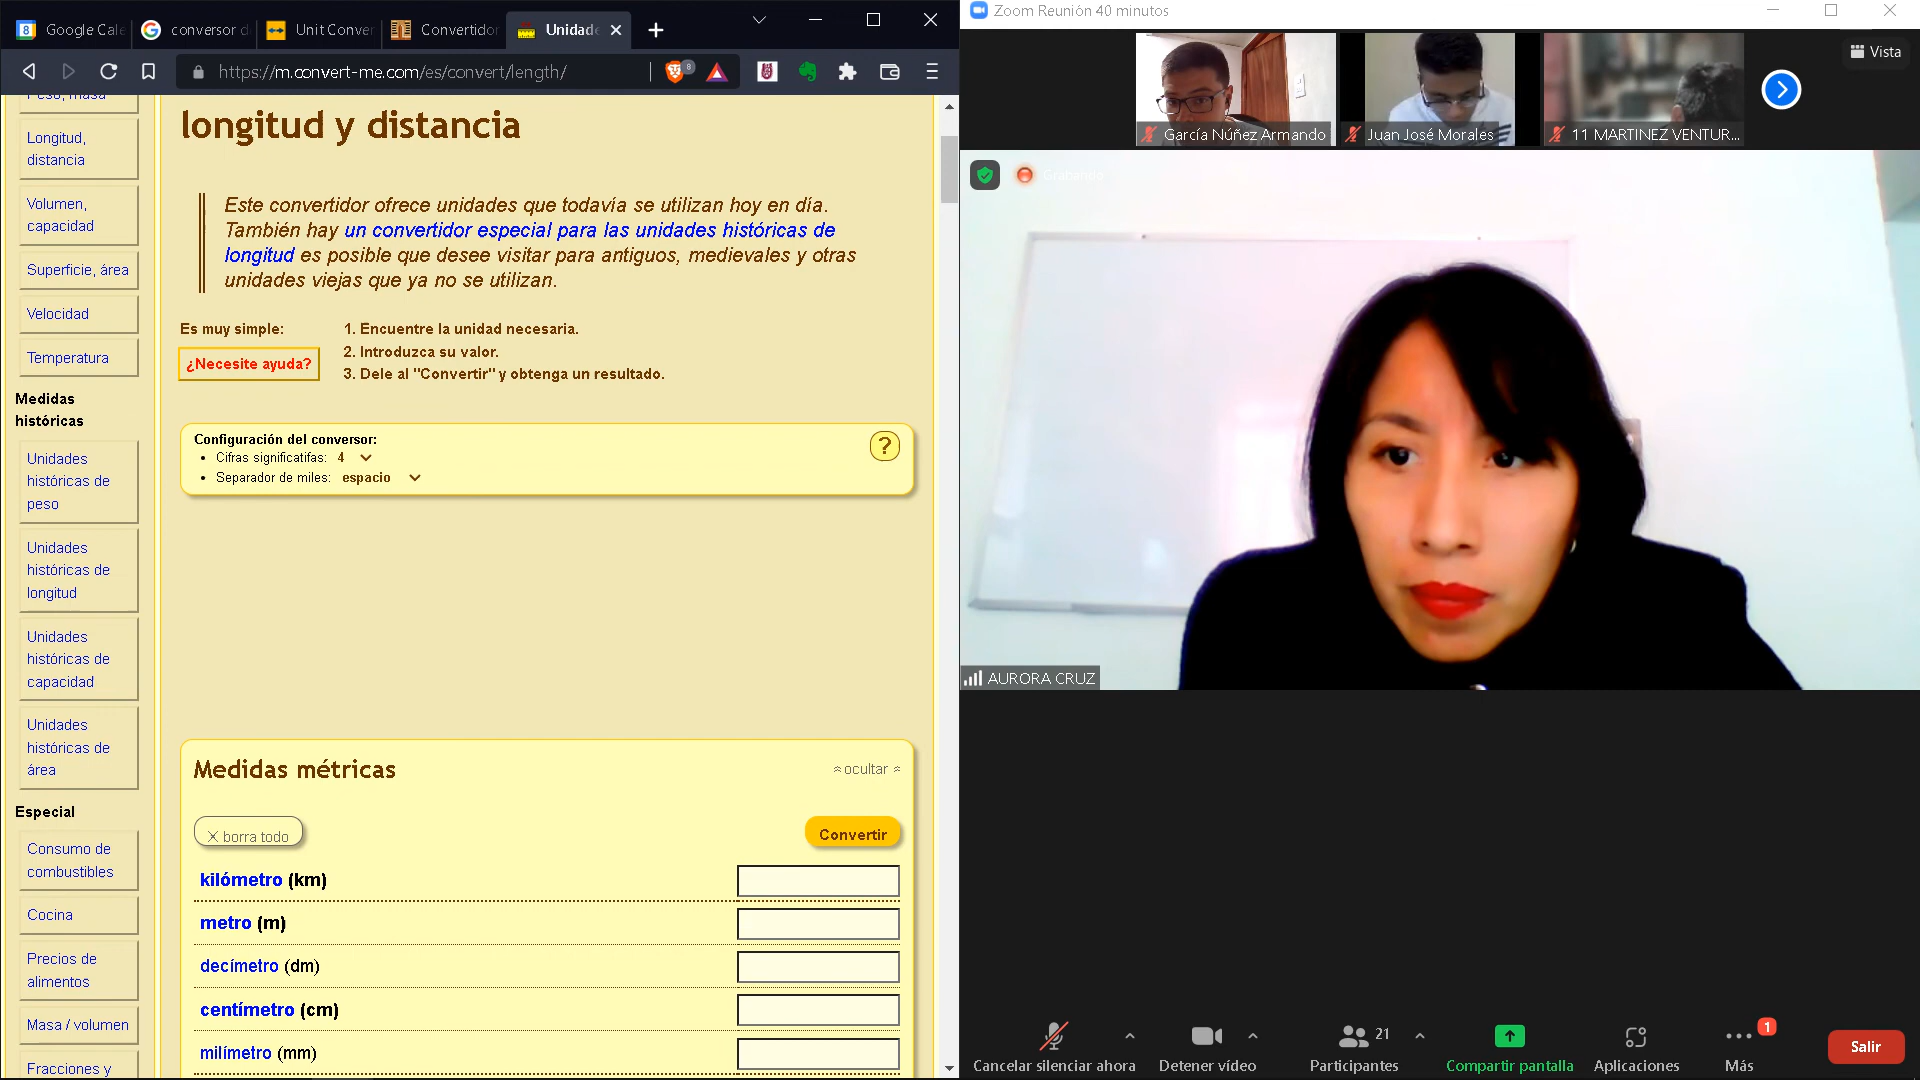 Google Cale
conversor d
Unit Conver
Convertidor
Unidade
https://m.convert-me.com/es/convert/length/
8
Peso, masa
Longitud,
distancia
Volumen,
capacidad
Superficie, área
Velocidad
Temperatura
Medidas
históricas
Unidades
históricas de
peso
Unidades
históricas de
longitud
Unidades
históricas de
capacidad
Unidades
históricas de
área
Especial
Consumo de
combustibles
Cocina
Precios de
alimentos
Masa / volumen
Fracciones y
longitud y distancia
Este convertidor ofrece unidades que todavía se utilizan hoy en día.
También hay un convertidor especial para las unidades históricas de
longitud es posible que desee visitar para antiguos, medievales y otras
unidades viejas que ya no se utilizan.
Es muy simple:
¿Necesite ayuda?
1. Encuentre la unidad necesaria.
2. Introduzca su valor.
3. Dele al "Convertir" y obtenga un resultado.
Configuración del conversor:
• Cifras significatifas: 4
• Separador de miles: espacio
?
Medidas métricas
ocultar
X borra todo
Convertir
kilómetro (km)
metro (m)
decímetro (dm)
centímetro (cm)
milímetro (mm)
Zoom Reunión 40 minutos
Vista
García Núñez Armando
Juan José Morales
11 MARTINEZ VENTUR...
Grabando
AURORA CRUZ
Cancelar silenciar ahora
Detener vídeo
21
Participantes
Compartir pantalla
Aplicaciones
1
Más
Salir